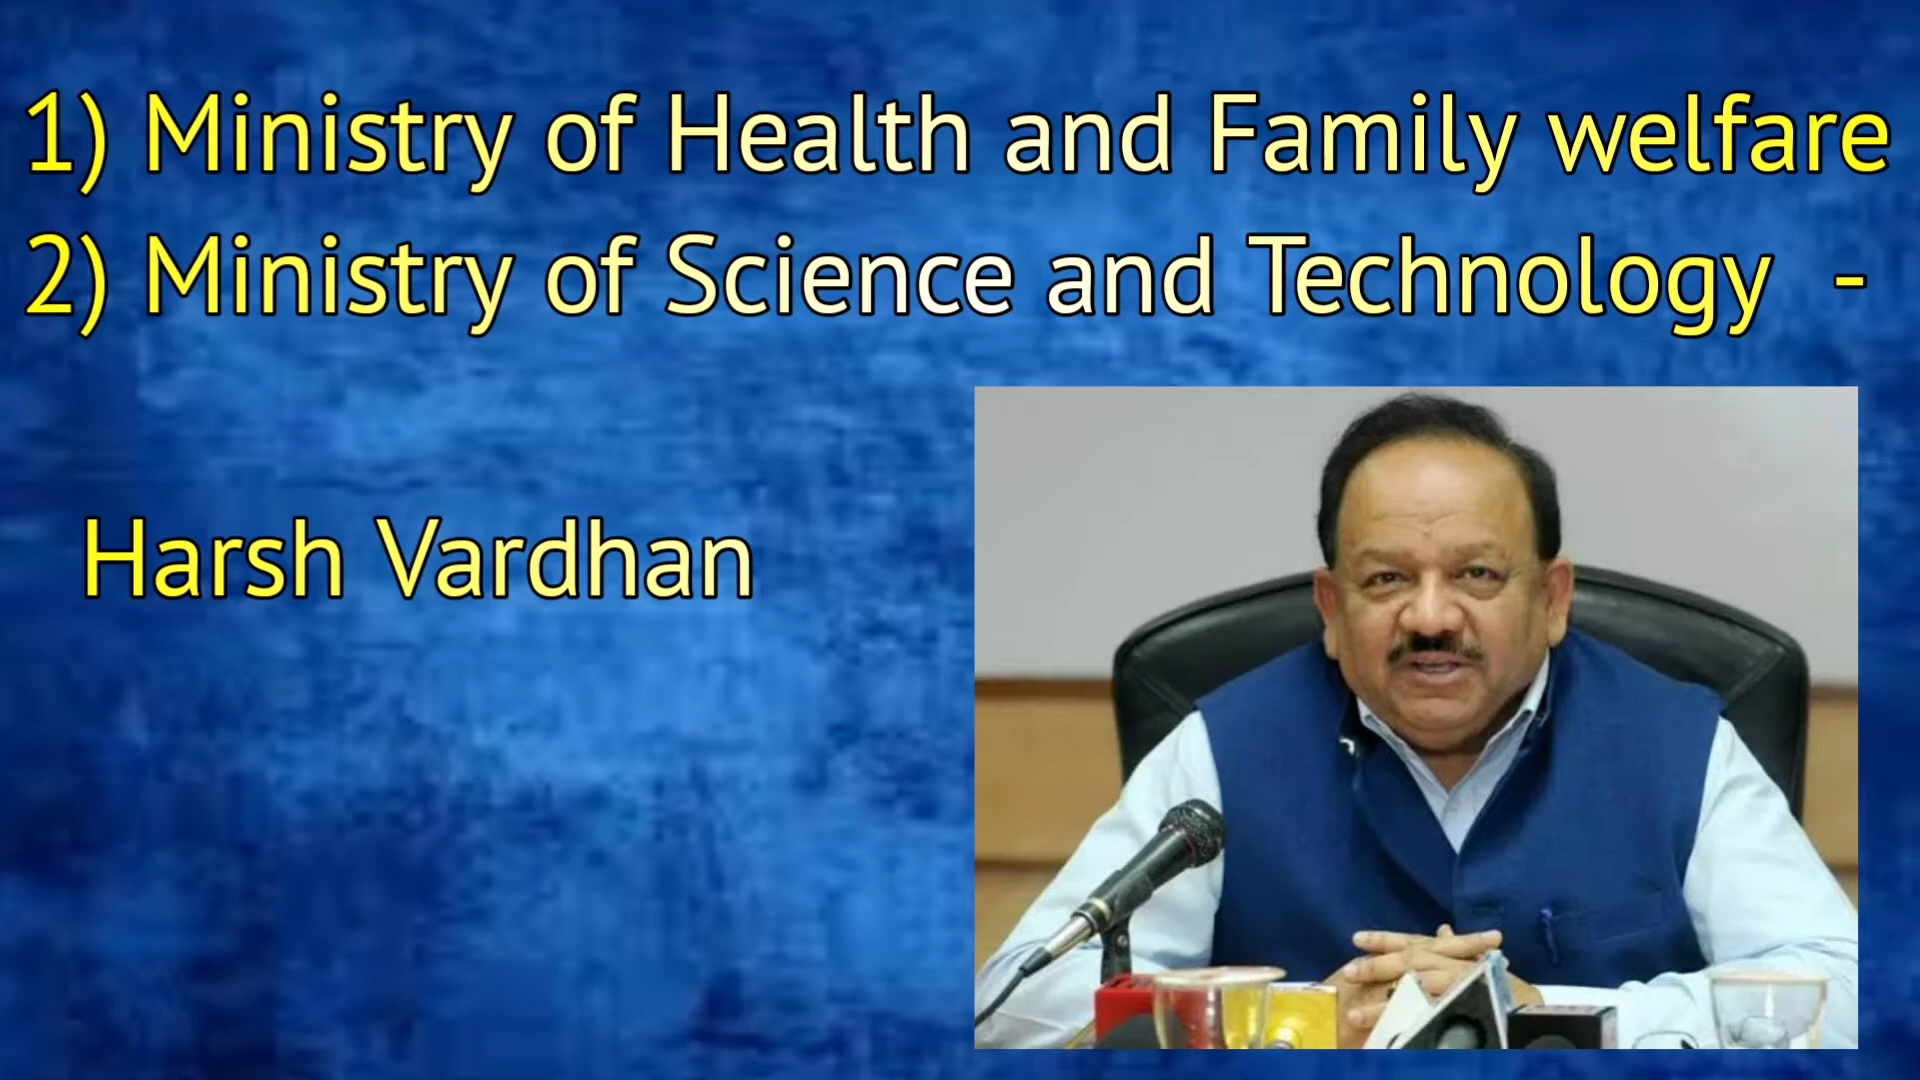 1) Ministry of Health and Family welfare
2) Ministry of Science and Technology -
Harsh Vardhan